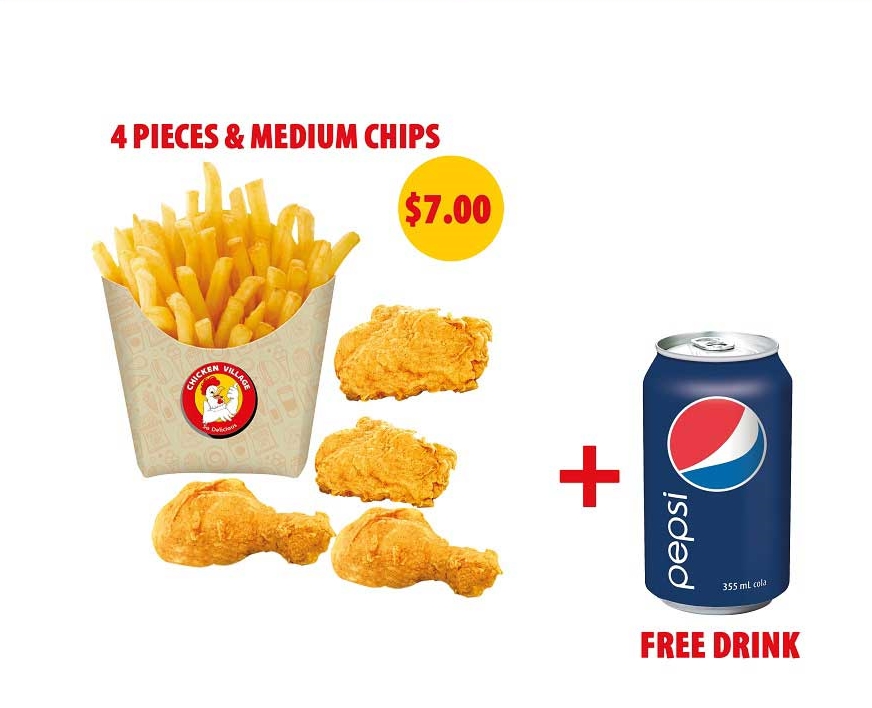 4 PIECES & MEDIUM CHIPS
$7.00
CHICKEN VILLAGE
So Delicious
pepsi
355 mL cola
FREE DRINK